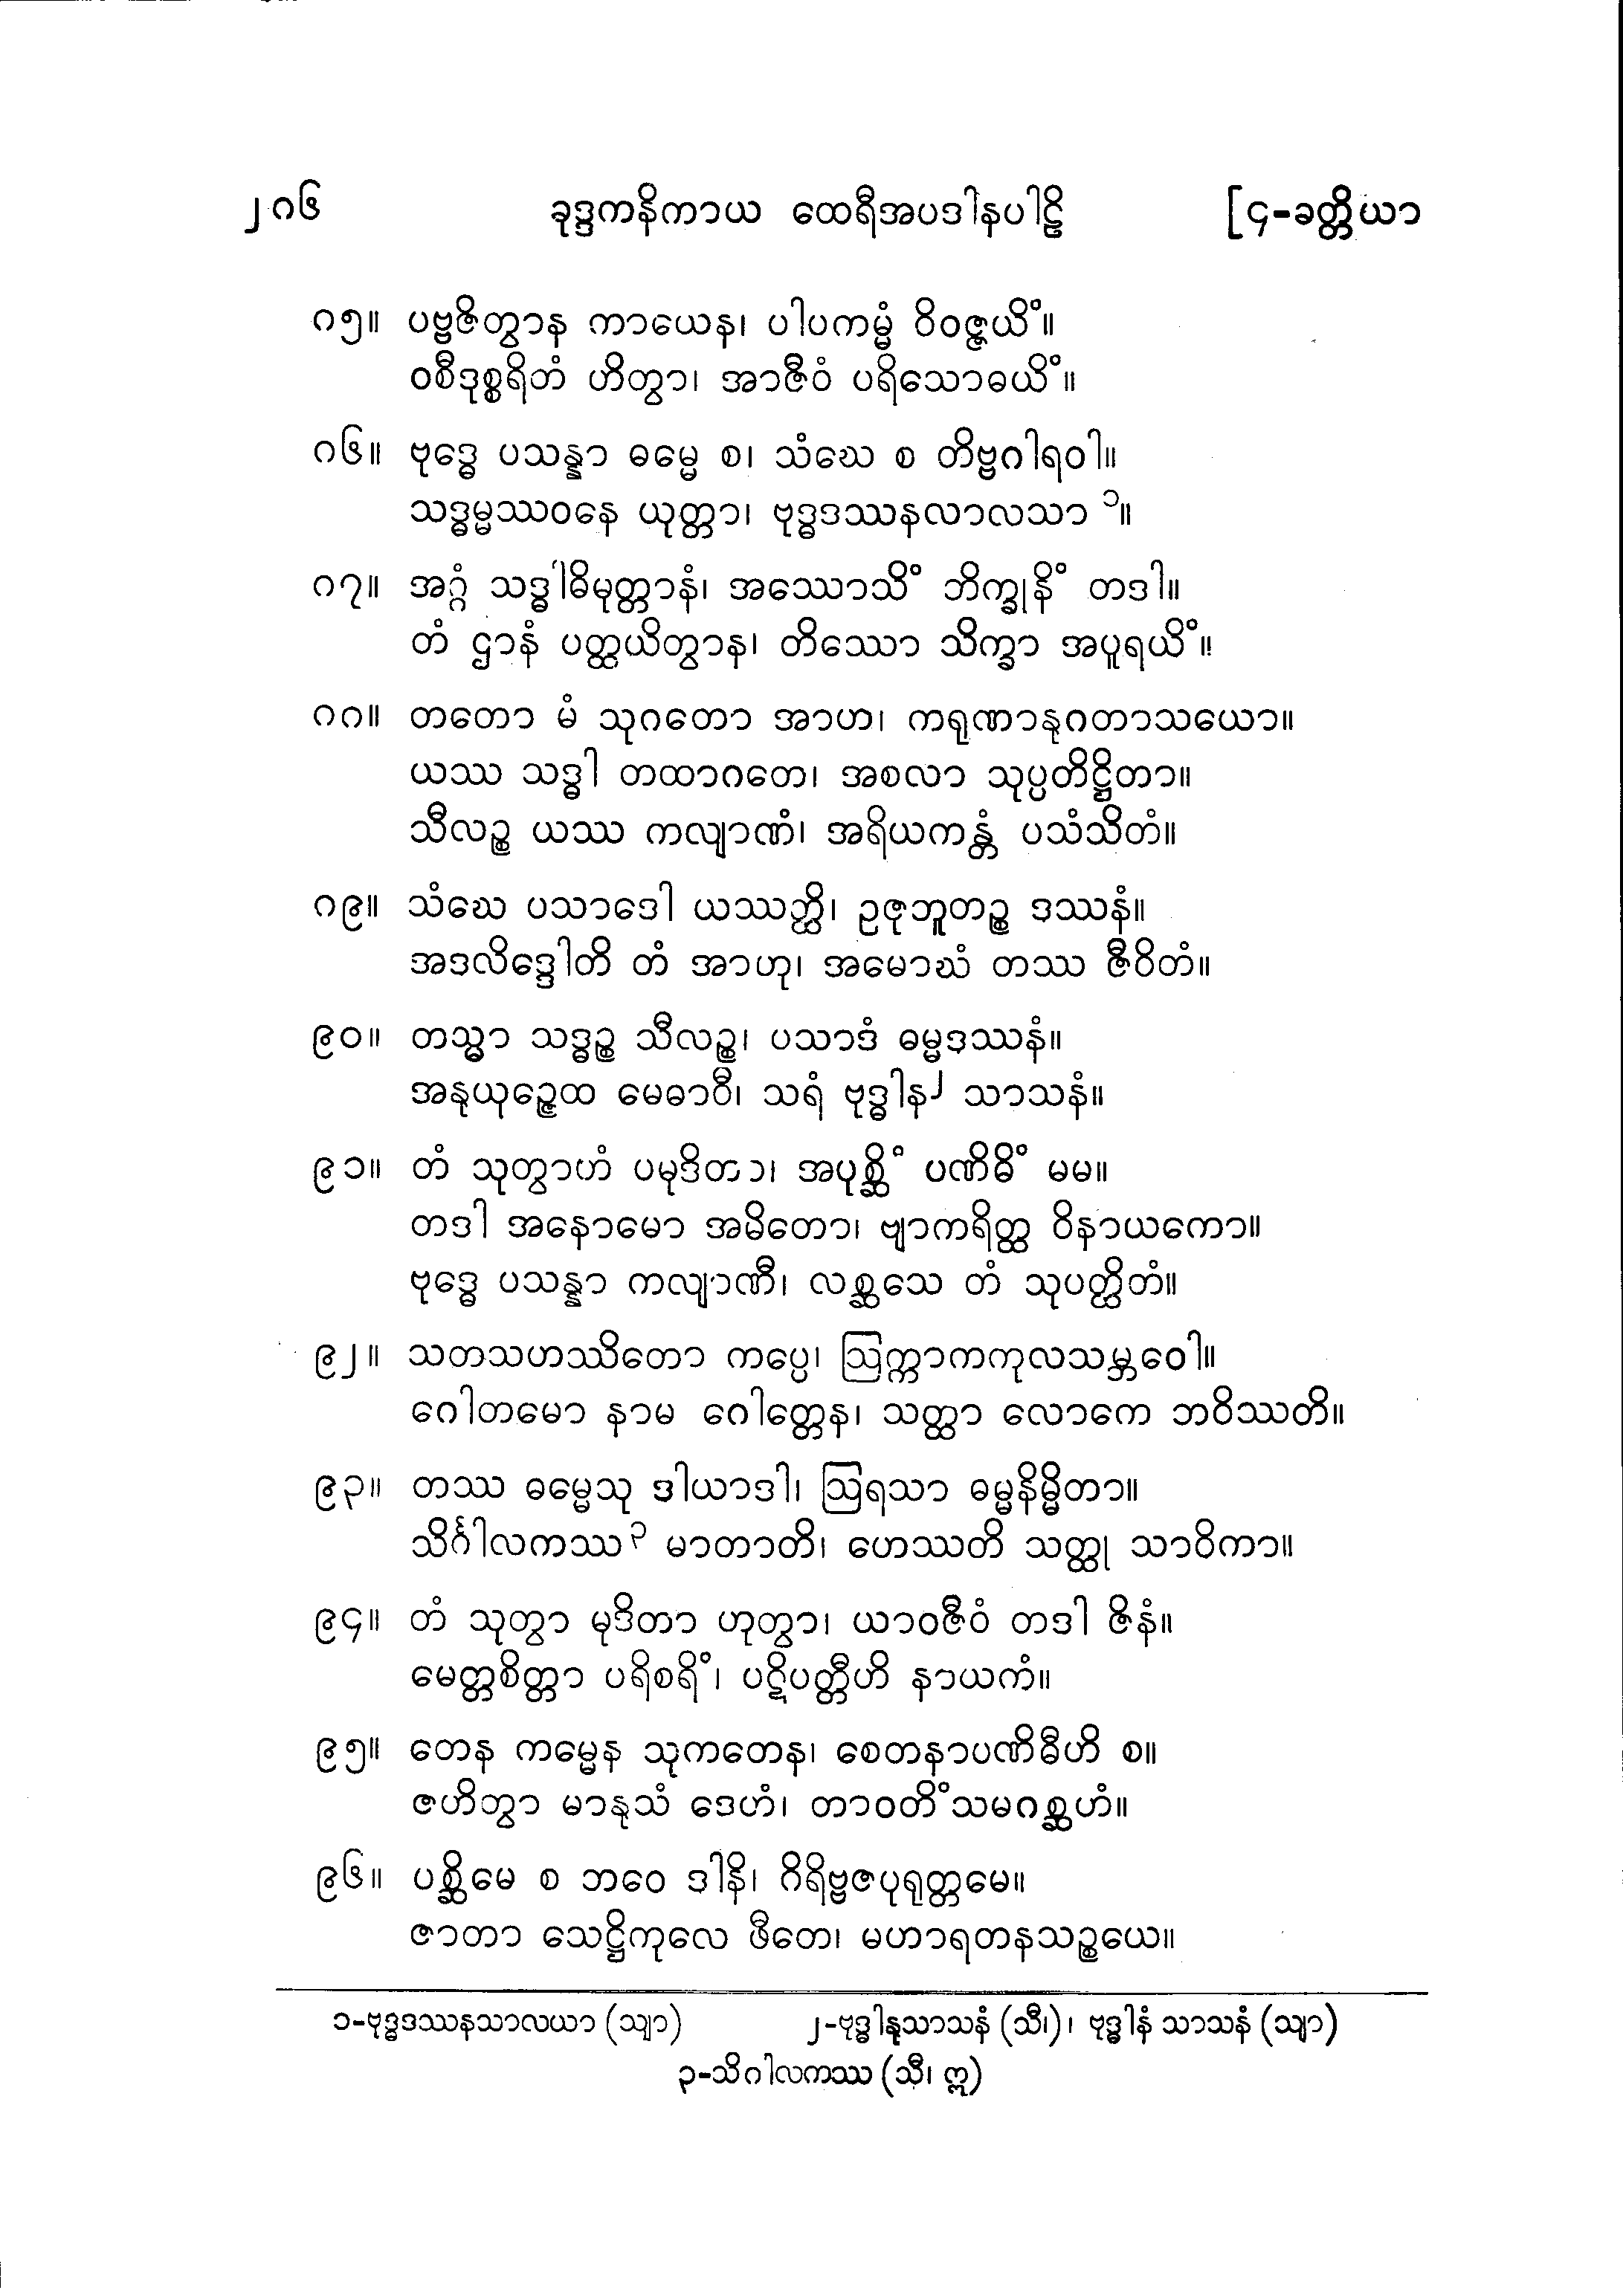 ၂၈၆ ခုဒ္ဒကနိကာယ ထေရီအပဒါနပါဠိ [၄-ခတ္တိယာ
၈၅။ ပဗ္ဗဇိတွာန ကာယေန၊ ပါပကမ္မံ ဝိဝဇ္ဇယိံ။
ဝစီဒုစ္စရိတံ ဟိတွာ၊ အာဇီဝံ ပရိသောဓယိံ။
၈၆။ ဗုဒ္ဓေ ပသန္နာ ဓမ္မေ စ၊ သံဃေ စ တိဗ္ဗဂါရဝါ။
သဒ္ဓမ္မဿဝနေ ယုတ္တာ၊ ဗုဒ္ဓဒဿနလာလသာ ၁။
၈၇။ အဂ္ဂံ သဒ္ဓါဓိမုတ္တာနံ၊ အဿောသိံ ဘိက္ခုနိံ တဒါ။
တံ ဌာနံ ပတ္ထယိတွာန၊ တိဿော သိက္ခာ အပူရယိံ။
၈၈။ တတော မံ သုဂတော အာဟ၊ ကရုဏာနုဂတာသယော။
ယဿ သဒ္ဓါ တထာဂတေ၊ အစလာ သုပ္ပတိဋ္ဌိတာ။
သီလဉ္စ ယဿ ကလျာဏံ၊ အရိယကန္တံ ပသံသိတံ။
၈၉။ သံဃေ ပသာဒေါ ယဿတ္ထိ၊ ဥဇုဘူတဉ္စ ဒဿနံ။
အဒလိဒ္ဒေါတိ တံ အာဟု၊ အမောဃံ တဿ ဇီဝိတံ။
၉၀။ တသ္မာ သဒ္ဓဉ္စ သီလဉ္စ၊ ပသာဒံ ဓမ္မဒဿနံ။
အနုယုဉ္ဇေထ မေဓာဝီ၊ သရံ ဗုဒ္ဓါန၂ သာသနံ။
၉၁။ တံ သုတွာဟံ ပမုဒိတာ၊ အပုစ္ဆိံ ပဏိဓိံ မမ။
တဒါ အနောမော အမိတော၊ ဗျာကရိတ္ထ ဝိနာယကော။
ဗုဒ္ဓေ ပသန္နာ ကလျာဏီ၊ လစ္ဆသေ တံ သုပတ္ထိတံ။
၉၂။ သတသဟဿိတော ကပ္ပေ၊ ဩက္ကာကကုလသမ္ဘဝေါ။
ဂေါတမော နာမ ဂေါတ္တေန၊ သတ္ထာ လောကေ ဘဝိဿတိ။
၉၃။ တဿ ဓမ္မေသု ဒါယာဒါ၊ ဩရသာ ဓမ္မနိမ္မိတာ။
သိင်္ဂါလကဿ၃ မာတာတိ၊ ဟေဿတိ သတ္ထု သာဝိကာ။
၉၄။ တံ သုတွာ မုဒိတာ ဟုတွာ၊ ယာဝဇီဝံ တဒါ ဇိနံ။
မေတ္တစိတ္တာ ပရိစရိံ၊ ပဋိပတ္တီဟိ နာယကံ။
၉၅။ တေန ကမ္မေန သုကတေန၊ စေတနာပဏိဓီဟိ စ။
ဇဟိတွာ မာနုသံ ဒေဟံ၊ တာဝတိံသမဂစ္ဆဟံ။
၉၆။ ပစ္ဆိမေ စ ဘဝေ ဒါနိ၊ ဂိရိဗ္ဗဇပုရုတ္တမေ။
ဇာတာ သေဋ္ဌိကုလေ ဖီတေ၊ မဟာရတနသဉ္စယေ။
၁-ဗုဒ္ဓဒဿနသာလယာ (သျာ) ၂-ဗုဒ္ဓါနုသာသနံ (သီ၊)၊ ဗုဒ္ဓါနံ သာသနံ (သျာ)
၃-သိဂါလကဿ (သီ၊ ဣ)